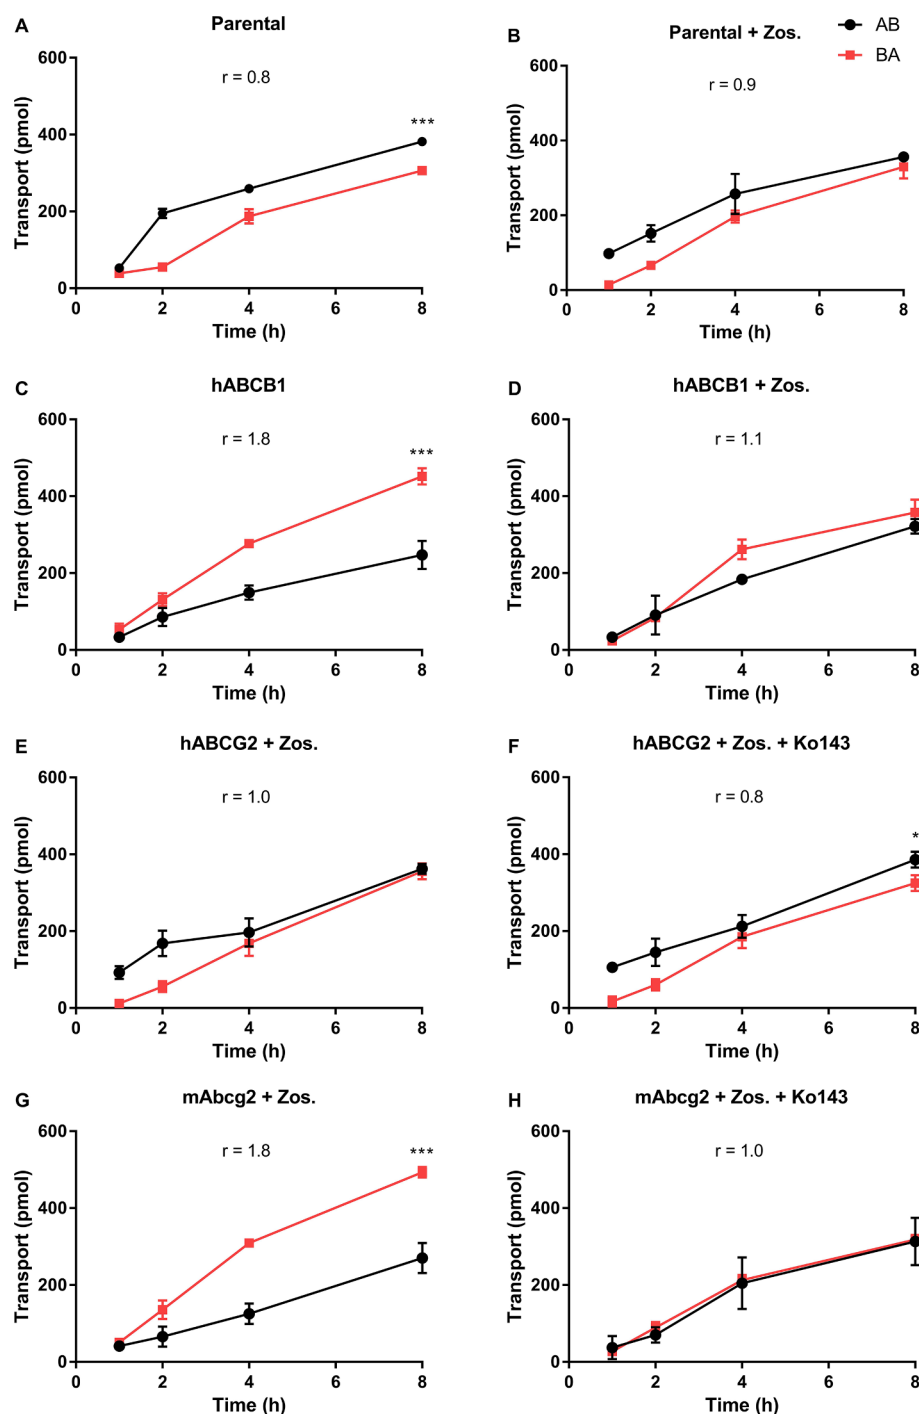 A
Parental
B
Parental + Zos.
AB
BA
r = 0.8
***
Transport (pmol)
600
400
200
0
0 2 4 6 8
Time (h)
r = 0.9
Transport (pmol)
600
400
200
0
0 2 4 6 8
Time (h)
C
hABCB1
r = 1.8
***
Transport (pmol)
600
400
200
0
0 2 4 6 8
Time (h)
D
hABCB1 + Zos.
r = 1.1
Transport (pmol)
600
400
200
0
0 2 4 6 8
Time (h)
E
hABCG2 + Zos.
r = 1.0
Transport (pmol)
600
400
200
0
0 2 4 6 8
Time (h)
F
hABCG2 + Zos. + Ko143
r = 0.8
*
Transport (pmol)
600
400
200
0
0 2 4 6 8
Time (h)
G
mAbcg2 + Zos.
r = 1.8
***
Transport (pmol)
600
400
200
0
0 2 4 6 8
Time (h)
H
mAbcg2 + Zos. + Ko143
r = 1.0
Transport (pmol)
600
400
200
0
0 2 4 6 8
Time (h)